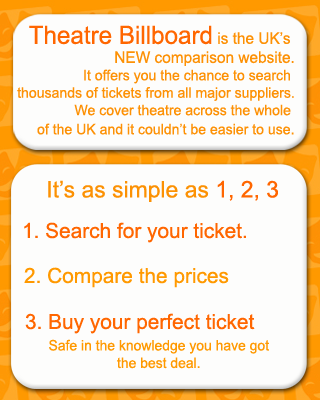 Theatre Billboard is the UK's
NEW comparison website.
It offers you the chance to search
thousands of tickets from all major suppliers.
We cover theatre across the whole
of the UK and it couldn't be easier to use.
It's as simple as 1, 2, 3
1. Search for your ticket.
2. Compare the prices
3. Buy your perfect ticket
Safe in the knowledge you have got
the best deal.